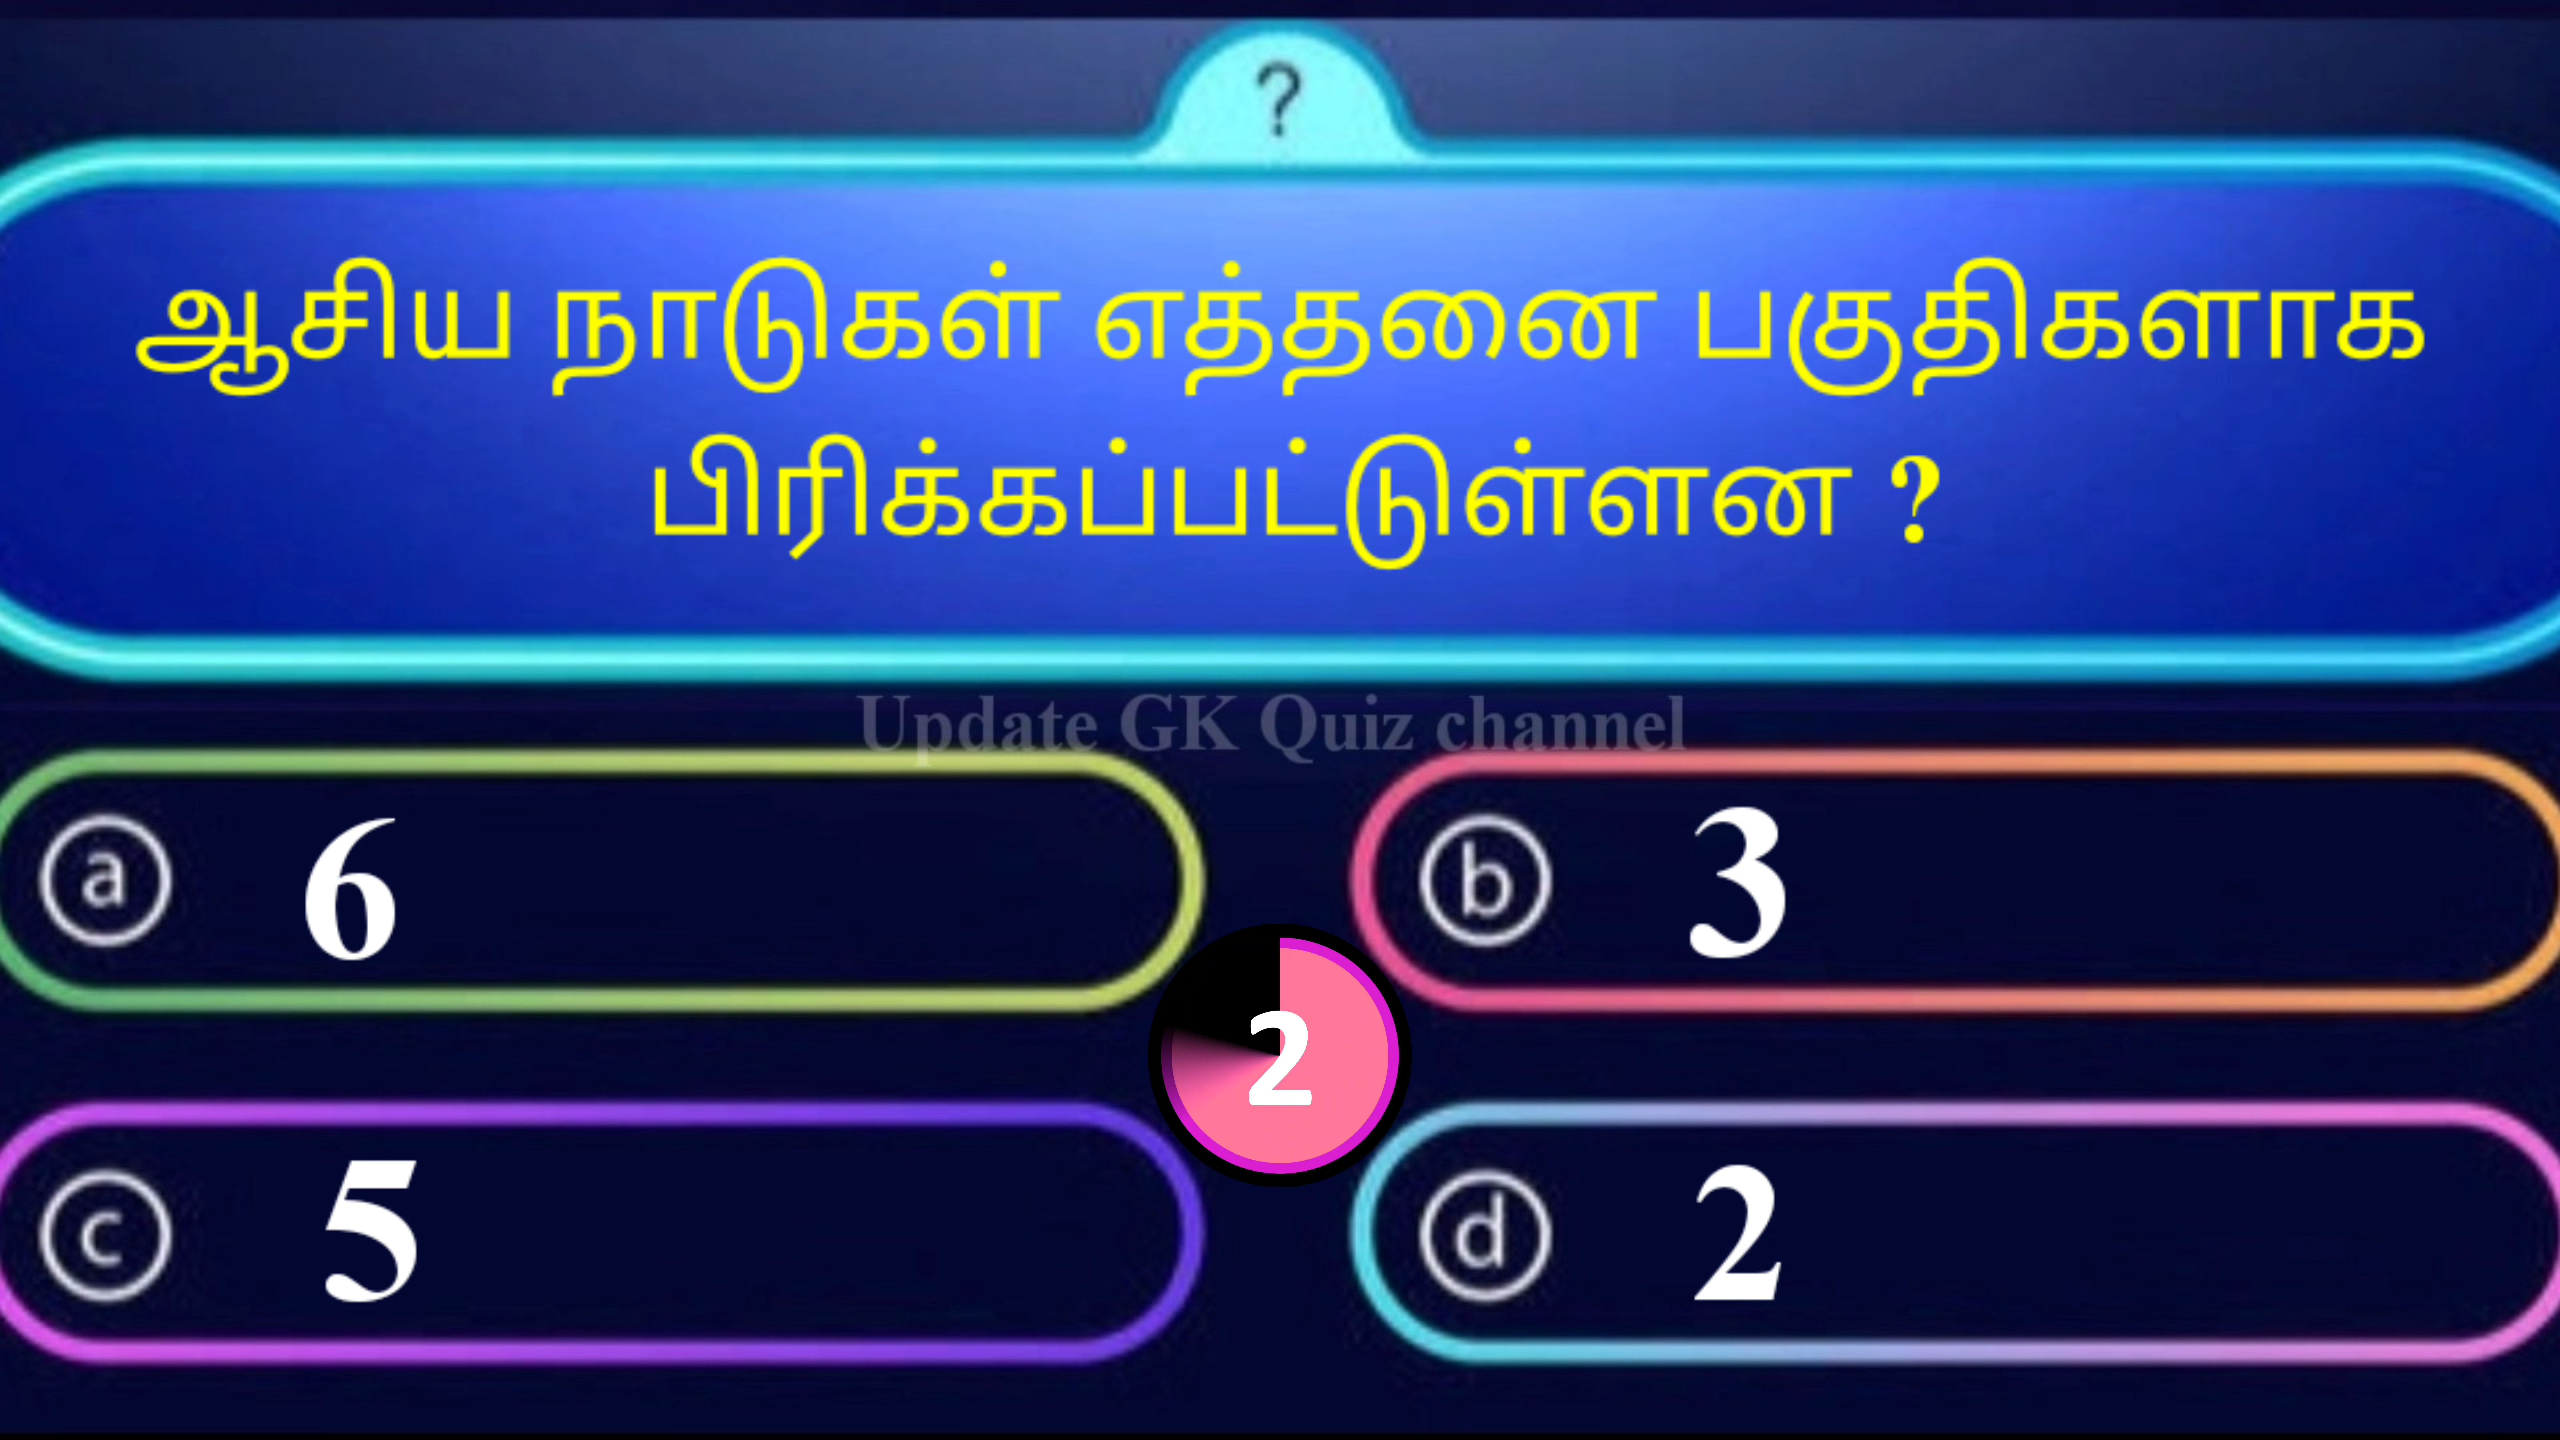 ?
ஆசிய நாடுகள் எத்தனை பகுதிகளாக
பிரிக்கப்பட்டுள்ளன ?
Update GK Quiz channel
a 6
b 3
2
c 5
d 2